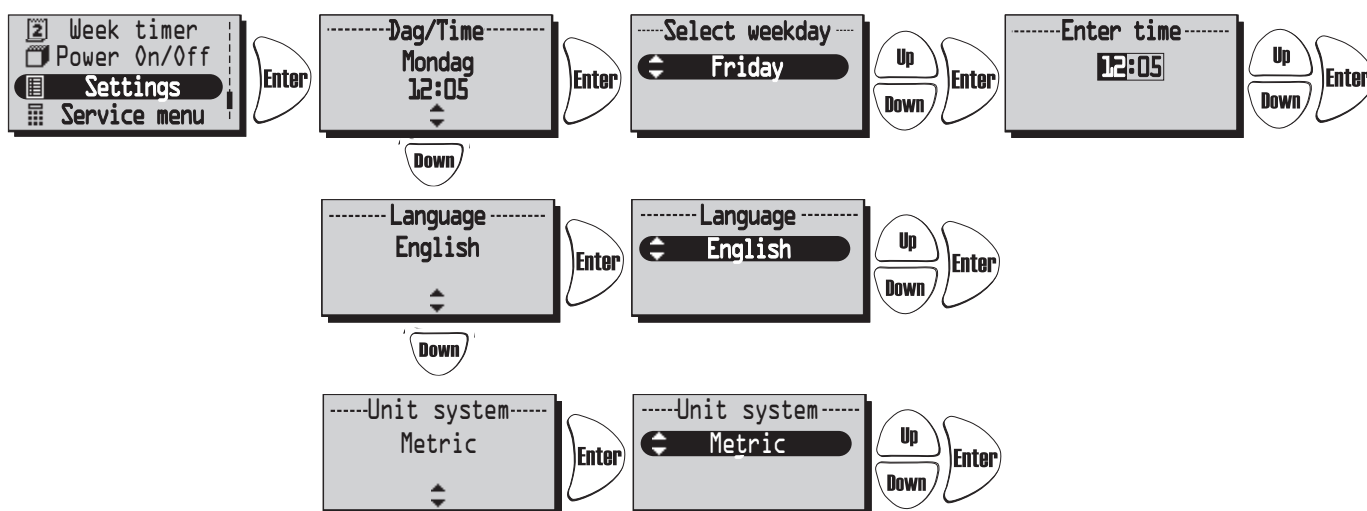 Week timer
Power On/Off
Settings
Service menu
Enter
Dag/Time
Mondag
12:05
Enter
Down
Select weekday
Friday
Up
Down
Enter
Enter time
12:05
Up
Down
Enter
Language
English
Enter
Down
Language
English
Up
Down
Enter
Unit system
Metric
Enter
Unit system
Metric
Up
Down
Enter